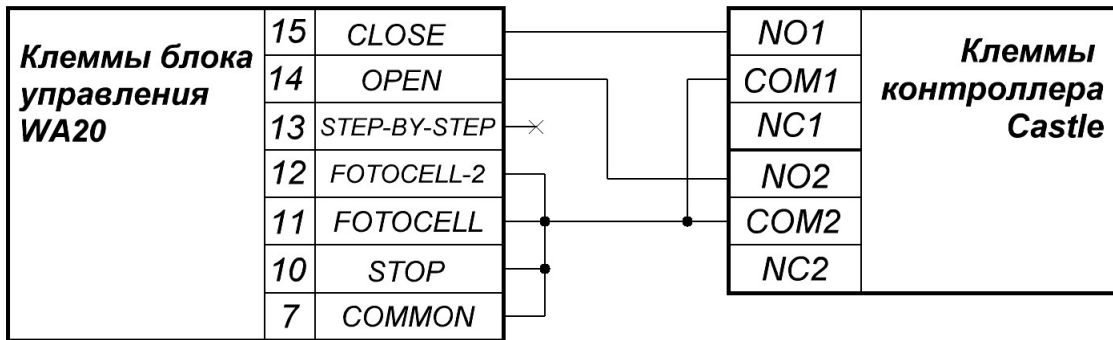 Клеммы блока
управления
WA20
15 CLOSE
14 OPEN
13 STEP-BY-STEP
12 FOTOCELL-2
11 FOTOCELL
10 STOP
7 COMMON
NO1
COM1
NC1
NO2
COM2
NC2
Клеммы
контроллера
Castle